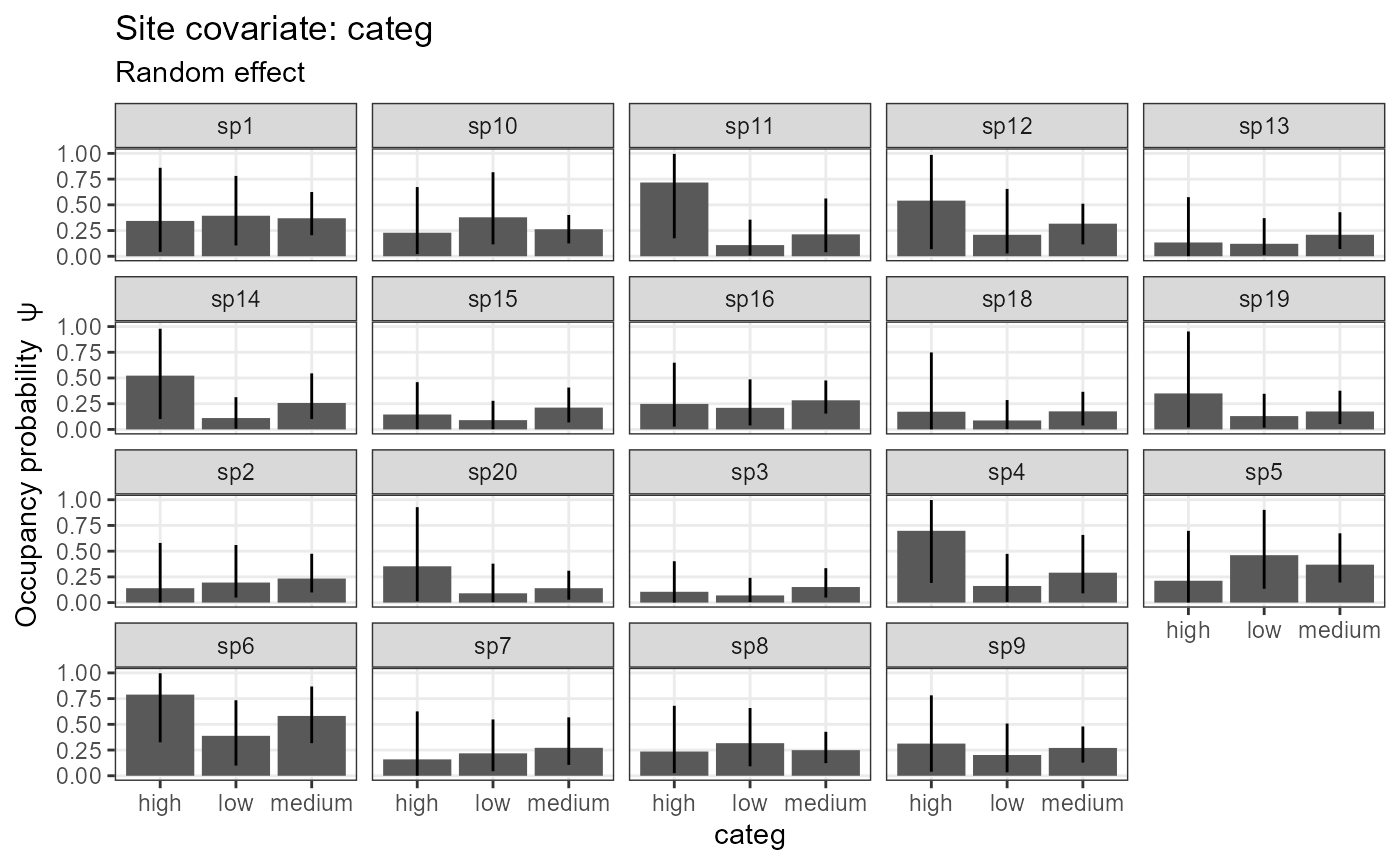 Site covariate: categ
Random effect
sp1 sp10 sp11 sp12 sp13
1.00
0.75
0.50
0.25
0.00
sp14 sp15 sp16 sp18 sp19
1.00
0.75
0.50
0.25
0.00
sp2 sp20 sp3 sp4 sp5
1.00
0.75
0.50
0.25
0.00
high low medium
sp6 sp7 sp8 sp9
1.00
0.75
0.50
0.25
0.00
high low medium high low medium high low medium high low medium
categ
Occupancy probability ψ